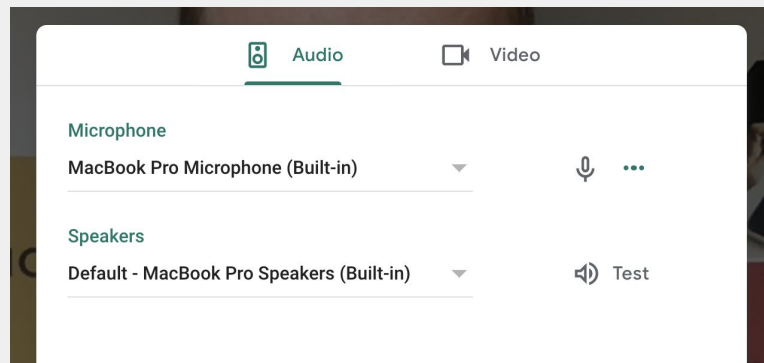 Audio
Video
Microphone
MacBook Pro Microphone (Built-in)
Speakers
Default - MacBook Pro Speakers (Built-in)
Test